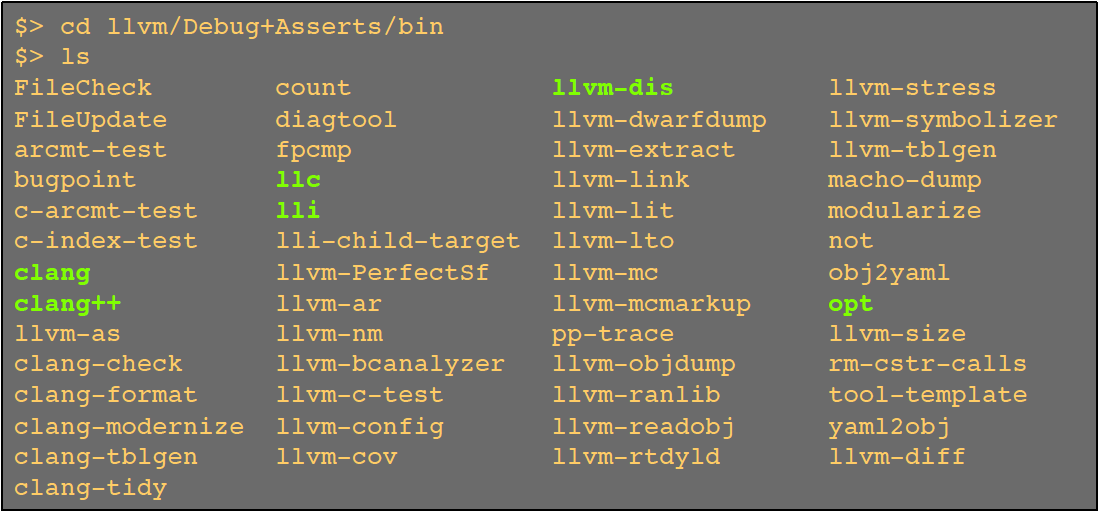 $> cd llvm/Debug+Asserts/bin
$> ls
FileCheck count llvm-dis llvm-stress
FileUpdate diagtool llvm-dwarfdump llvm-symbolizer
arcmt-test fpcmp llvm-extract llvm-tblgen
bugpoint llc llvm-link macho-dump
c-arcmt-test lli llvm-lit modularize
c-index-test lli-child-target llvm-lto not
clang llvm-PerfectSf llvm-mc obj2yaml
clang++ llvm-ar llvm-mcmarkup opt
llvm-as llvm-nm pp-trace llvm-size
clang-check llvm-bcanalyzer llvm-objdump rm-cstr-calls
clang-format llvm-c-test llvm-ranlib tool-template
clang-modernize llvm-config llvm-readobj yaml2obj
clang-tblgen llvm-cov llvm-rtdyld llvm-diff
clang-tidy